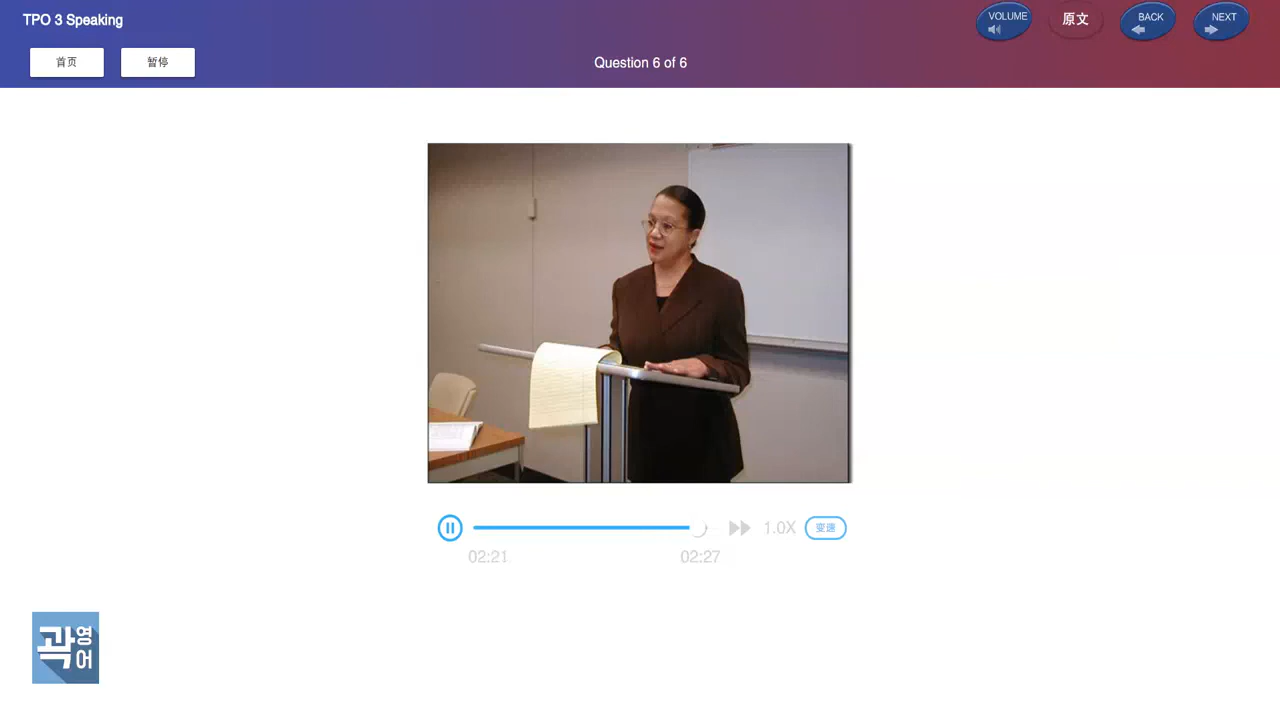 TPO 3 Speaking
VOLUME
原文
BACK
NEXT
首页
暂停
Question 6 of 6
1.0X
变速
02:21
02:27
곽영어